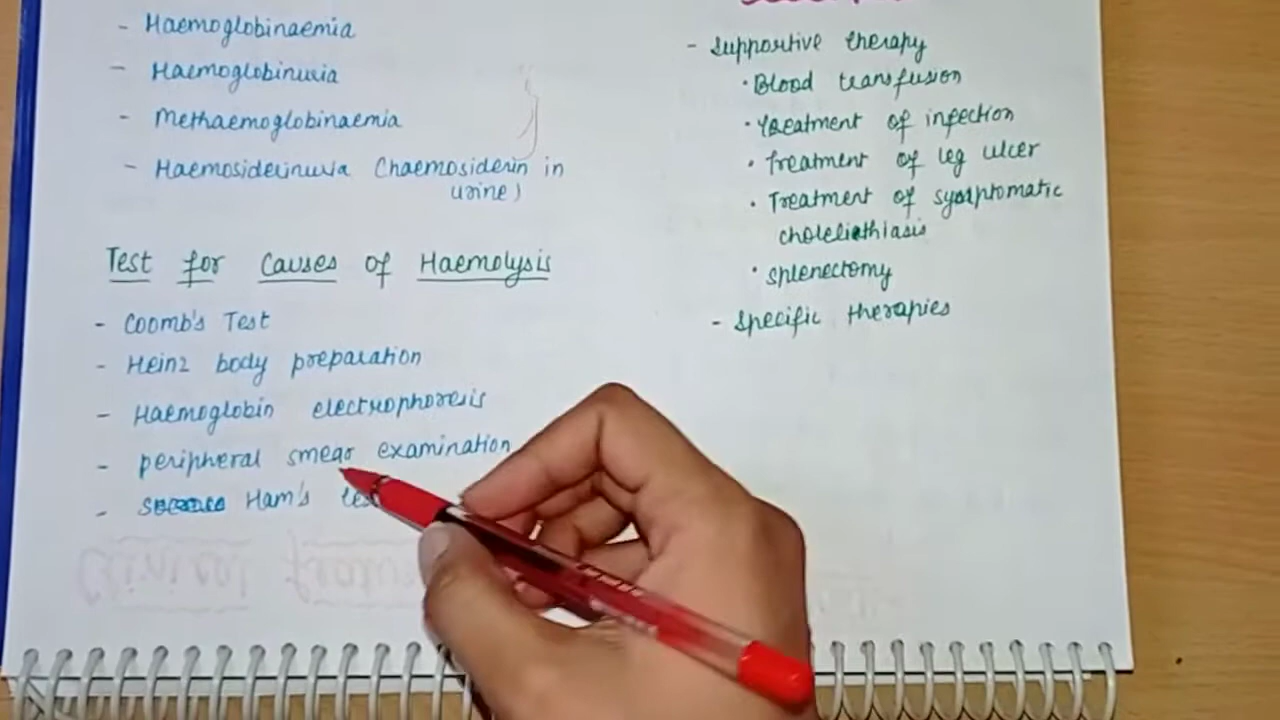 - Haemoglobinaemia
- Haemoglobinuria
- Methaemoglobinaemia
- Haemosiderinuria (haemosiderin in
urine)
Test for Causes of Haemolysis
- Coomb's Test
- Heinz body preparation
- Haemoglobin electrophoresis
- peripheral smear examination
- Ham's test
- Supportive therapy
• Blood transfusion
• Treatment of infection
• Treatment of leg ulcer
• Treatment of symptomatic
choleliathiasis
• splenectomy
- Specific therapies